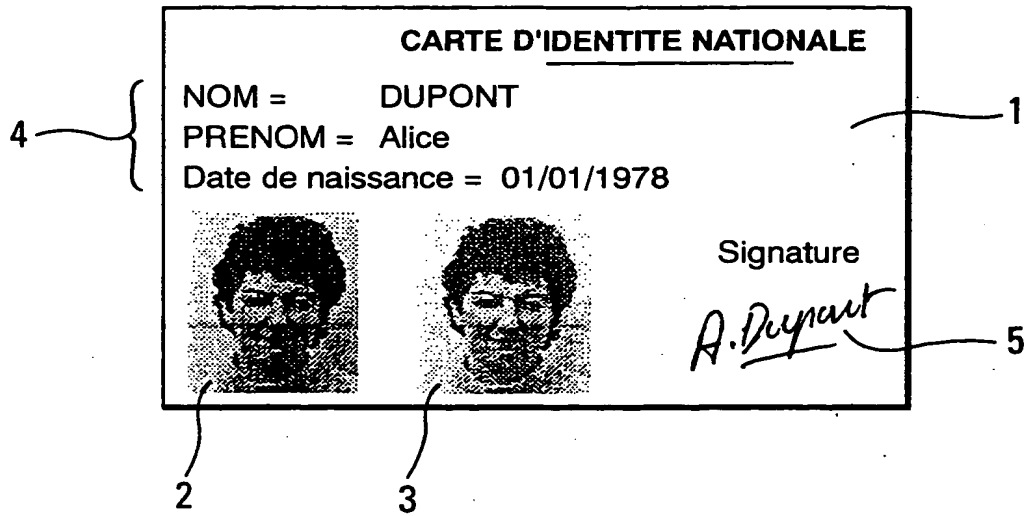 CARTE D'IDENTITE NATIONALE
NOM = DUPONT
PRENOM = Alice
Date de naissance = 01/01/1978
Signature
A. Dupont
1
4
5
2
3